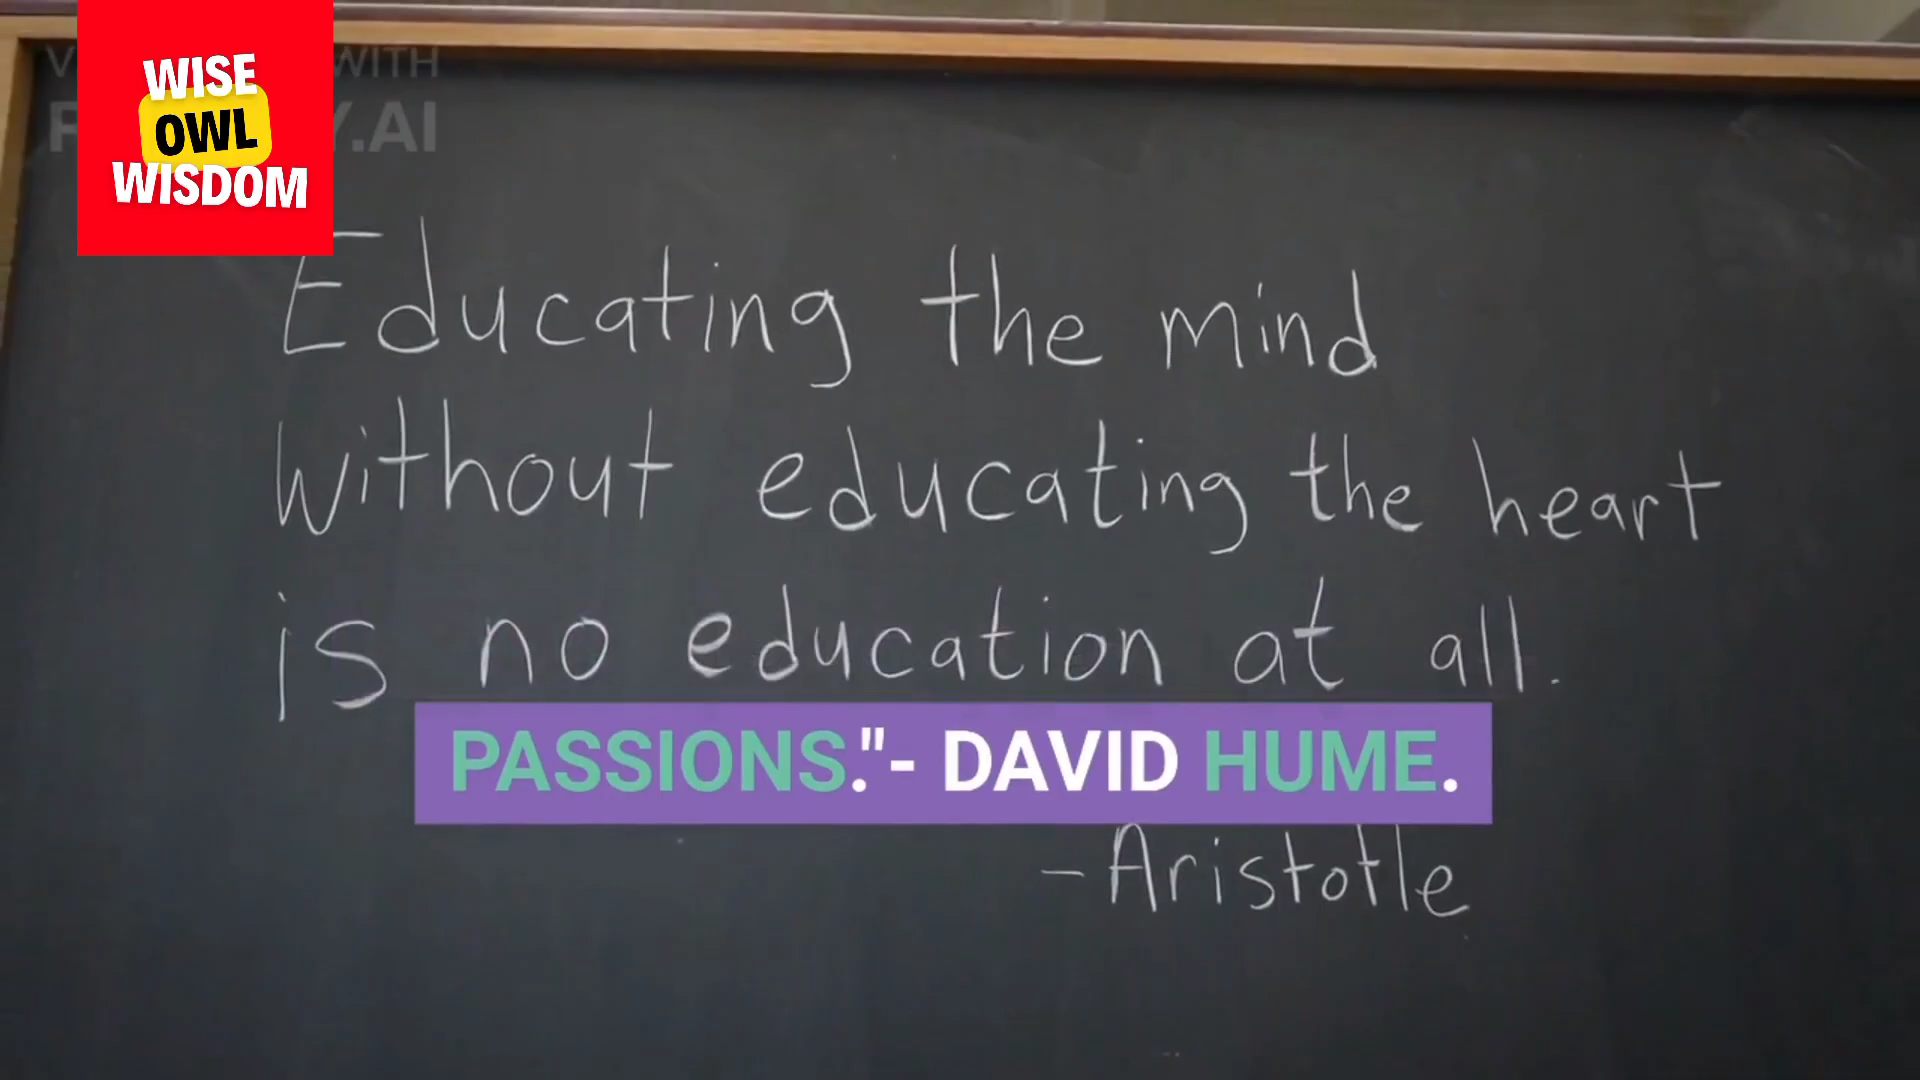 WITH
Y.AI
WISE
OWL
WISDOM
Educating the mind
without educating the heart
is no education at all.
PASSIONS."- DAVID HUME.
-Aristotle